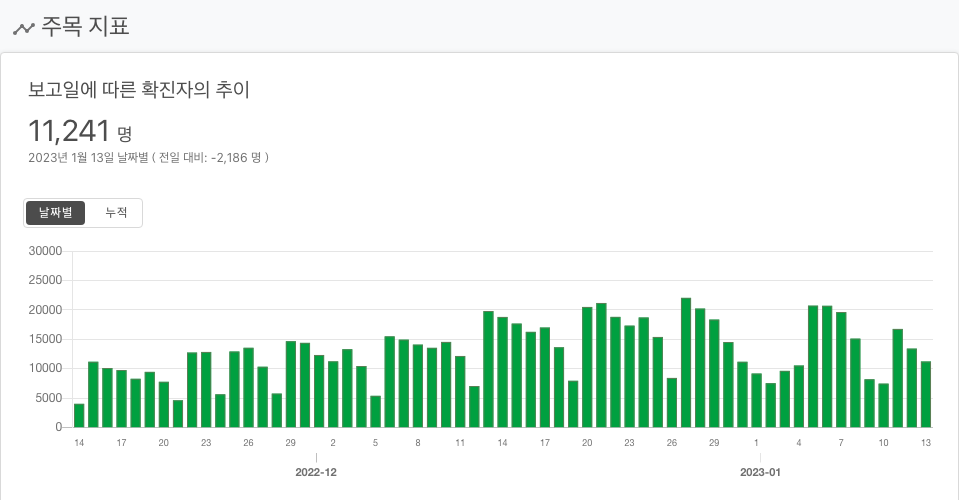 주목 지표
보고일에 따른 확진자의 추이
11,241 명
2023년 1월 13일 날짜별 ( 전일 대비: -2,186 명 )
날짜별 누적
30000
25000
20000
15000
10000
5000
0
14 17 20 23 26 29 2 5 8 11 14 17 20 23 26 29 1 4 7 10 13
2022-12 2023-01